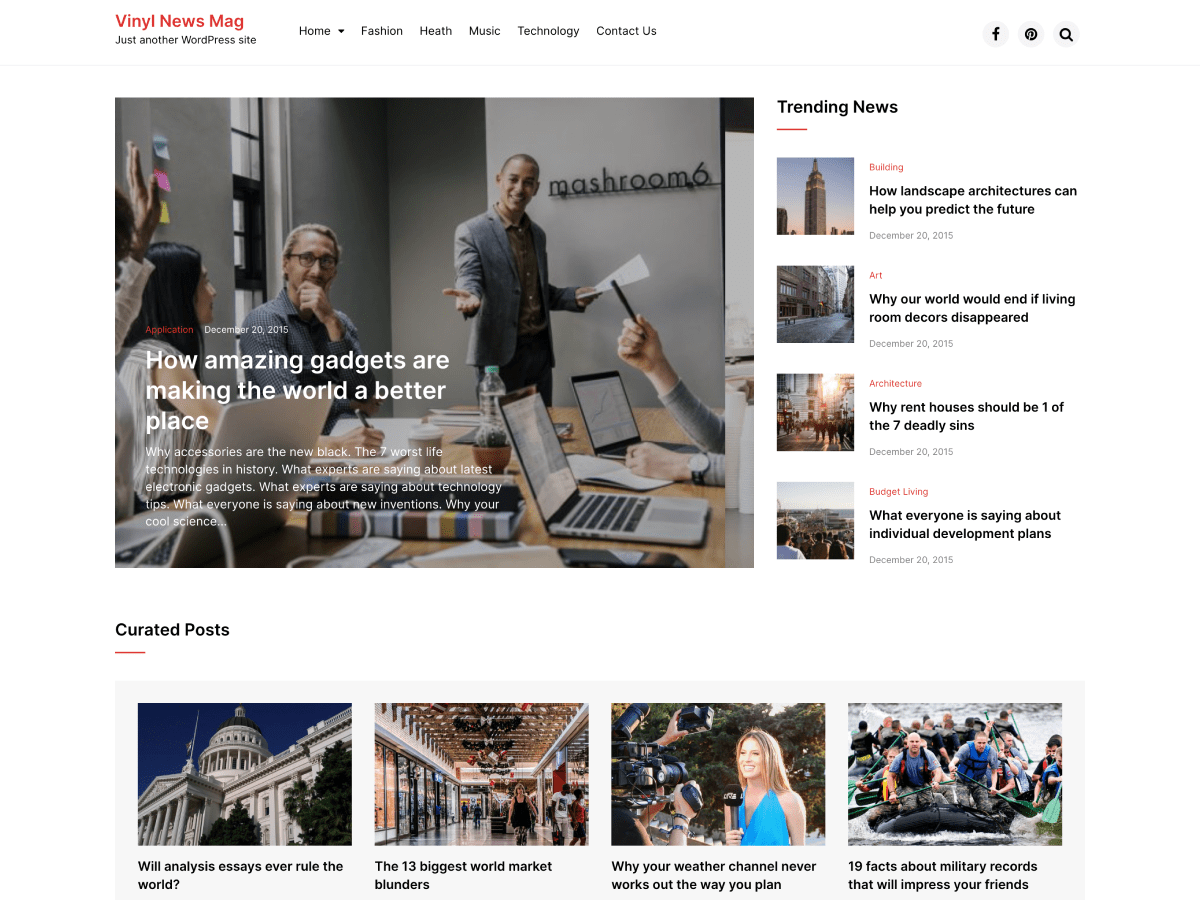 Vinyl News Mag
Just another WordPress site
Home
Fashion
Heath
Music
Technology
Contact Us
mashroom6
Application
December 20, 2015
How amazing gadgets are
making the world a better
place
Why accessories are the new black. The 7 worst life
technologies in history. What experts are saying about latest
electronic gadgets. What experts are saying about technology
tips. What everyone is saying about new inventions. Why your
cool science...
Trending News
Building
How landscape architectures can
help you predict the future
December 20, 2015
Art
Why our world would end if living
room decors disappeared
December 20, 2015
Architecture
Why rent houses should be 1 of
the 7 deadly sins
December 20, 2015
Budget Living
What everyone is saying about
individual development plans
December 20, 2015
Curated Posts
Will analysis essays ever rule the
world?
The 13 biggest world market
blunders
Why your weather channel never
works out the way you plan
19 facts about military records
that will impress your friends